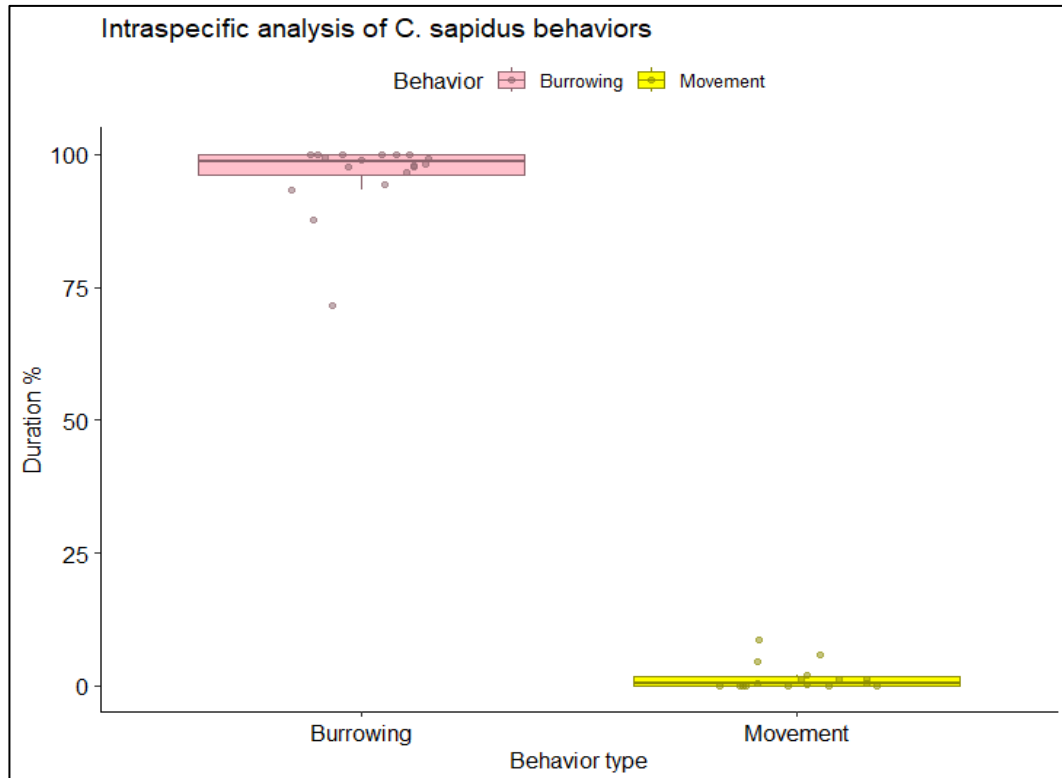 Intraspecific analysis of C. sapidus behaviors
Behavior Burrowing Movement
100
75
50
25
0
Duration %
Burrowing Movement
Behavior type